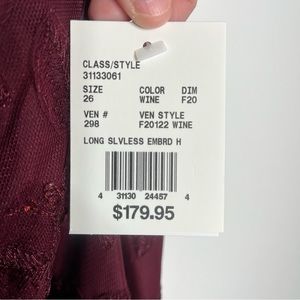 CLASS/STYLE
31133061
SIZE COLOR DIM
26 WINE F20
VEN # VEN STYLE
298 F20122 WINE
LONG SLVLESS EMBRD H
4 31130 24457 4
$179.95